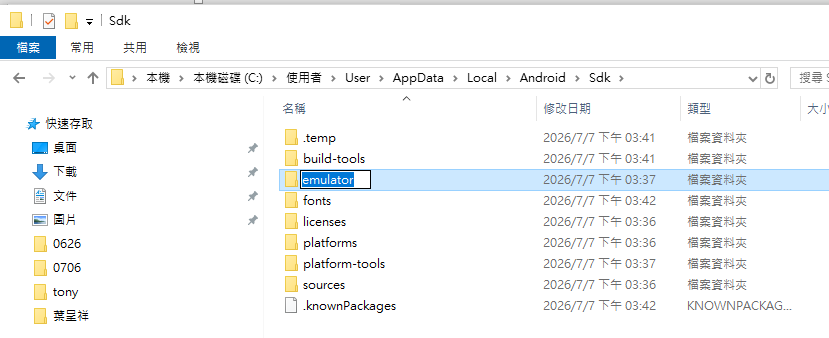 Sdk
檔案 常用 共用 檢視
本機 > 本機磁碟 (C:) > 使用者 > User > AppData > Local > Android > Sdk >
搜尋 S
名稱 修改日期 類型 大小
快速存取
桌面
下載
文件
圖片
0626
0706
tony
葉呈祥
.temp 2026/7/7 下午 03:41 檔案資料夾
build-tools 2026/7/7 下午 03:41 檔案資料夾
emulator 2026/7/7 下午 03:37 檔案資料夾
fonts 2026/7/7 下午 03:42 檔案資料夾
licenses 2026/7/7 下午 03:36 檔案資料夾
platforms 2026/7/7 下午 03:36 檔案資料夾
platform-tools 2026/7/7 下午 03:37 檔案資料夾
sources 2026/7/7 下午 03:36 檔案資料夾
.knownPackages 2026/7/7 下午 03:42 KNOWNPACKAG...